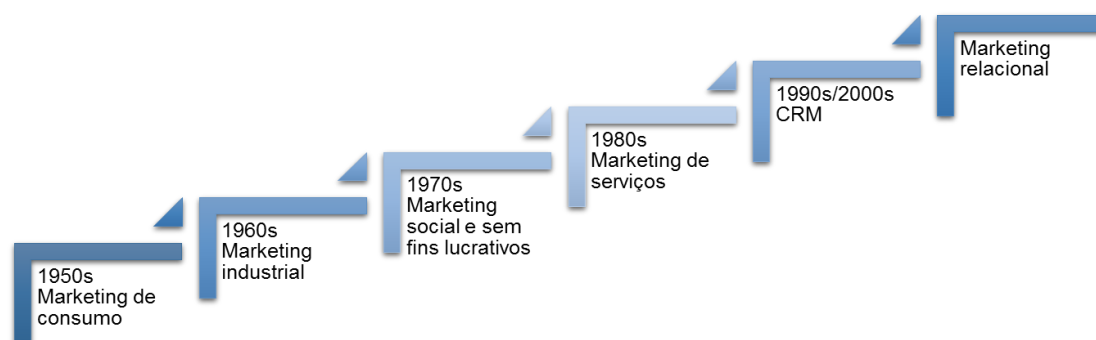 1950s
Marketing de
consumo
1960s
Marketing
industrial
1970s
Marketing
social e sem
fins lucrativos
1980s
Marketing de
serviços
1990s/2000s
CRM
Marketing
relacional